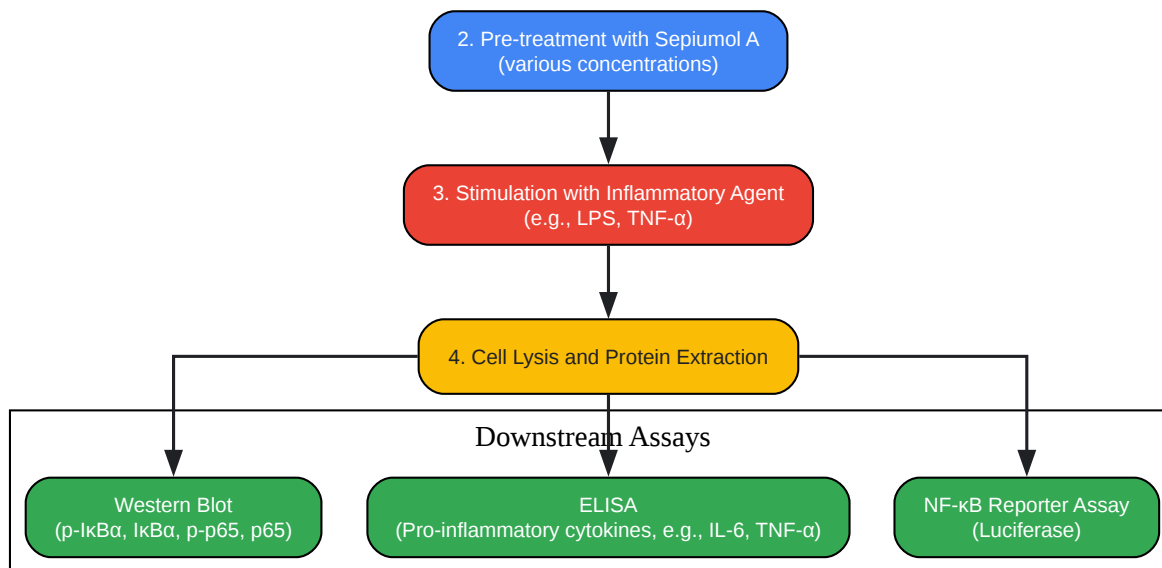 2. Pre-treatment with Sepiumol A
(various concentrations)
3. Stimulation with Inflammatory Agent
(e.g., LPS, TNF-α)
4. Cell Lysis and Protein Extraction
Downstream Assays
Western Blot
(p-IκBα, IκBα, p-p65, p65)
ELISA
(Pro-inflammatory cytokines, e.g., IL-6, TNF-α)
NF-κB Reporter Assay
(Luciferase)